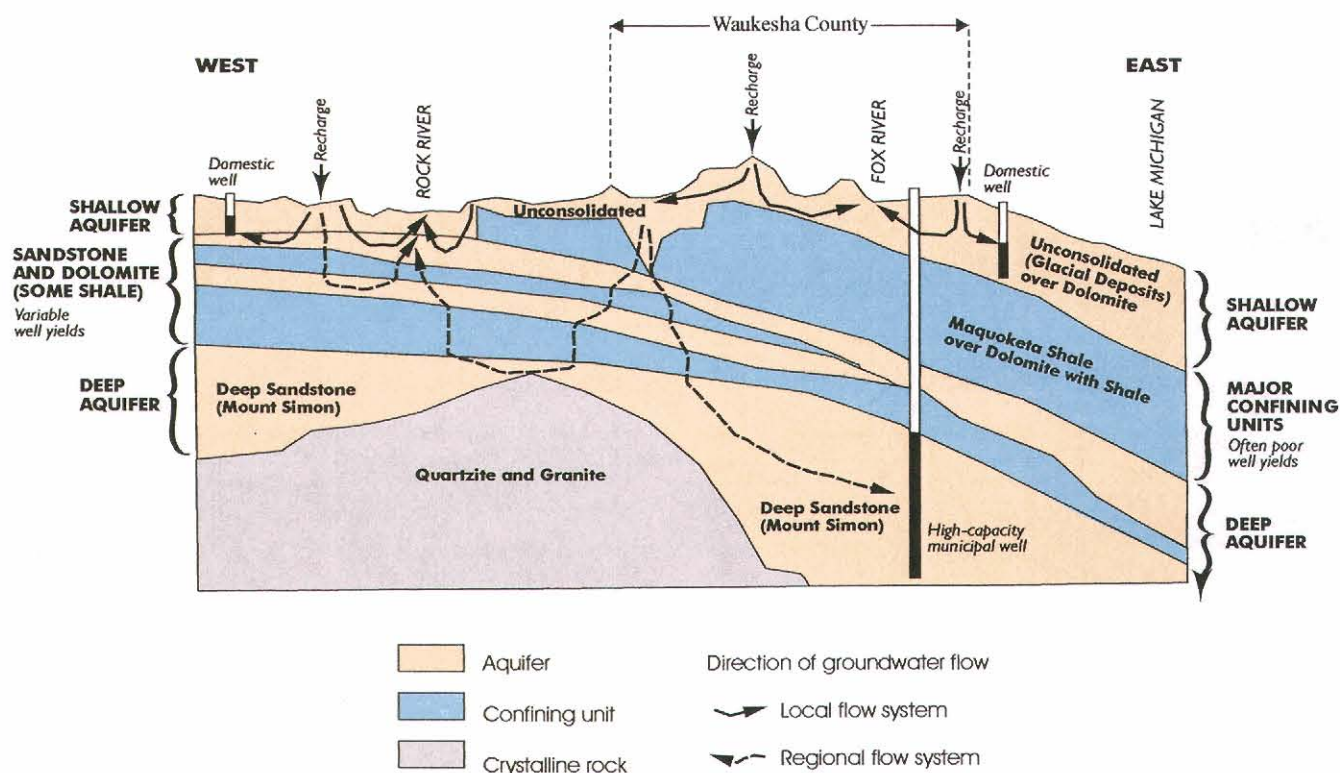 Waukesha County
WEST
EAST
Domestic
well
Recharge
ROCK RIVER
Recharge
FOX RIVER
Recharge
Domestic
well
LAKE MICHIGAN
SHALLOW
AQUIFER
SANDSTONE
AND DOLOMITE
(SOME SHALE)
Variable
well yields
DEEP
AQUIFER
Unconsolidated
Unconsolidated
(Glacial Deposits)
over Dolomite
Maquoketa Shale
over Dolomite with Shale
Deep Sandstone
(Mount Simon)
Quartzite and Granite
Deep Sandstone
(Mount Simon)
High-capacity
municipal well
SHALLOW
AQUIFER
MAJOR
CONFINING
UNITS
Often poor
well yields
DEEP
AQUIFER
Aquifer
Confining unit
Crystalline rock
Direction of groundwater flow
Local flow system
Regional flow system